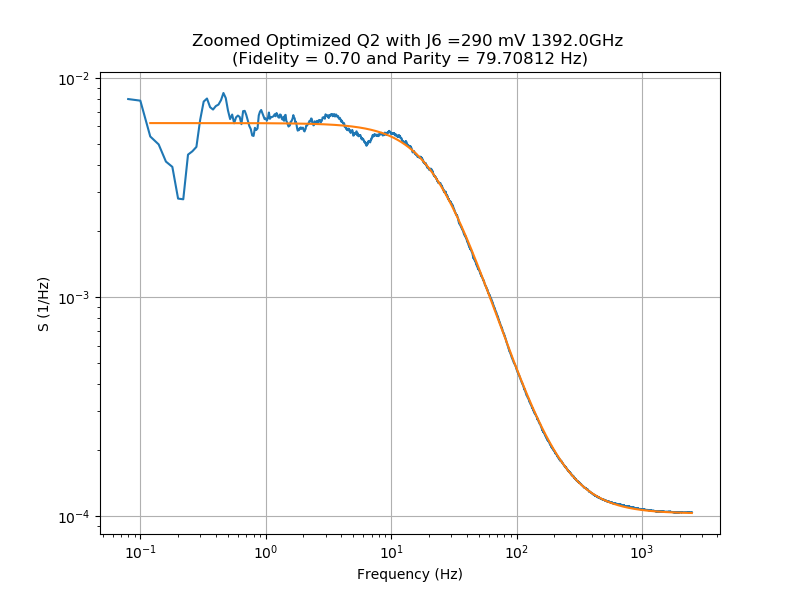 Zoomed Optimized Q2 with J6 =290 mV 1392.0GHz
(Fidelity = 0.70 and Parity = 79.70812 Hz)
10⁻²
10⁻³
10⁻⁴
S (1/Hz)
10⁻¹ 10⁰ 10¹ 10² 10³
Frequency (Hz)